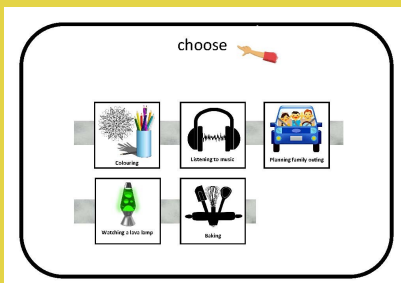 choose
Colouring
Listening to music
Planning family outing
Watching a lava lamp
Baking